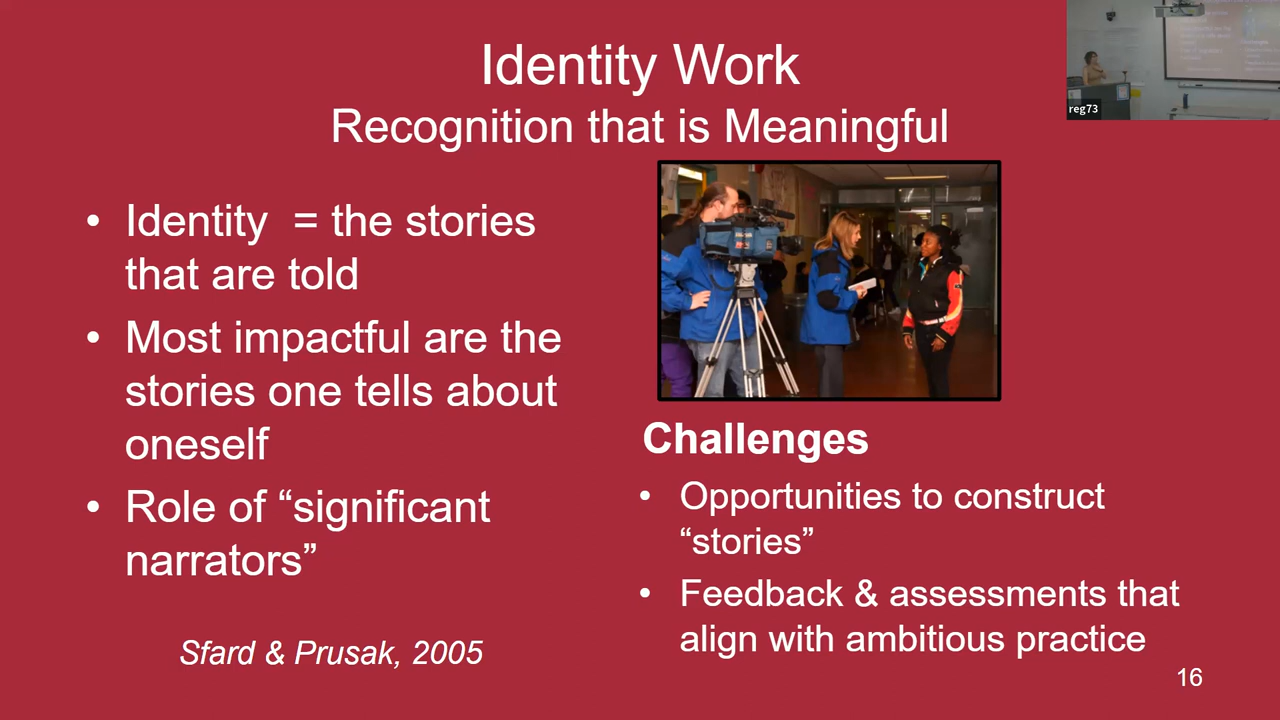 Identity Work
Recognition that is Meaningful
reg73
• Identity = the stories
that are told
• Most impactful are the
stories one tells about
oneself
• Role of “significant
narrators”
Sfard & Prusak, 2005
Challenges
• Opportunities to construct
“stories”
• Feedback & assessments that
align with ambitious practice
16